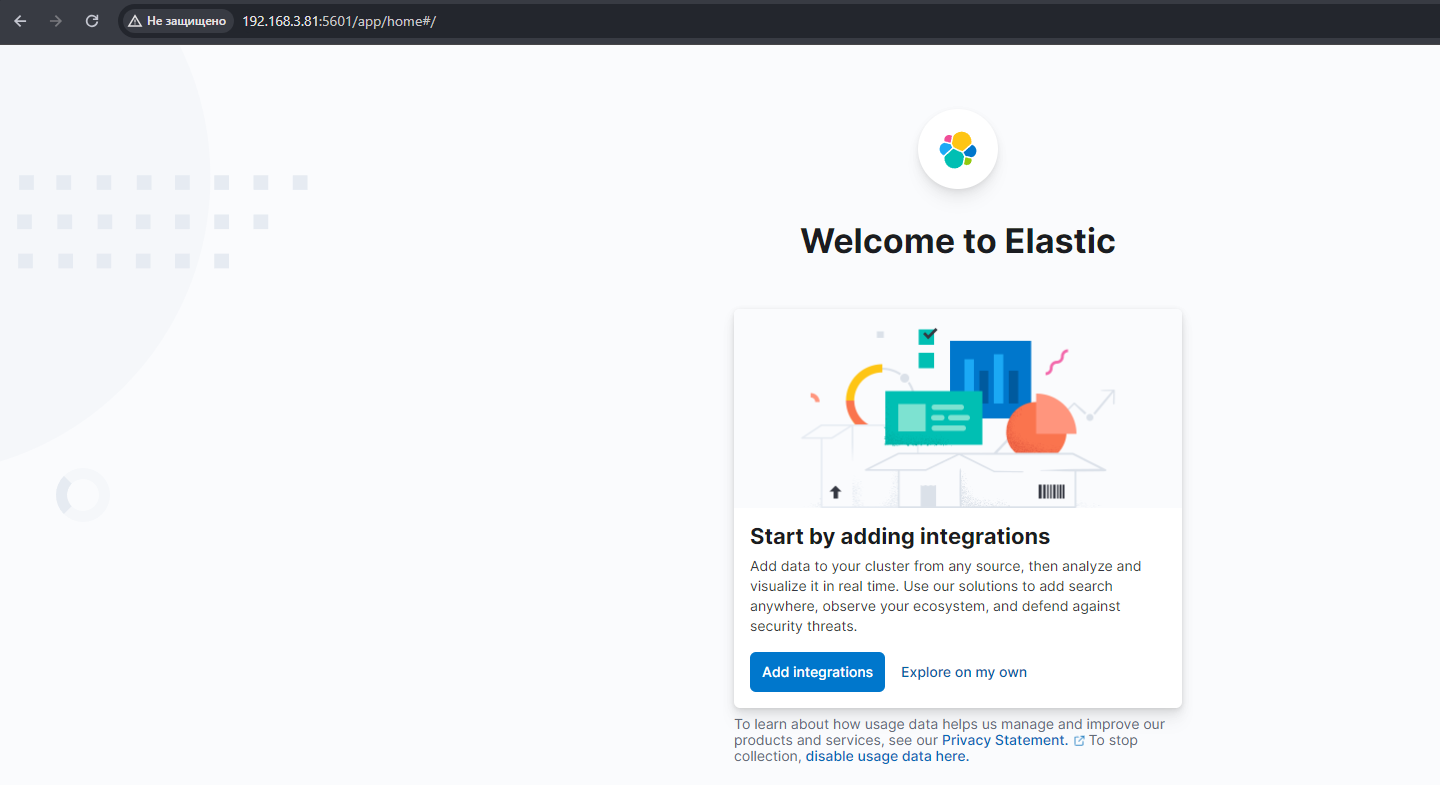 Не защищено 192.168.3.81:5601/app/home#/
Welcome to Elastic
Start by adding integrations
Add data to your cluster from any source, then analyze and
visualize it in real time. Use our solutions to add search
anywhere, observe your ecosystem, and defend against
security threats.
Add integrations Explore on my own
To learn about how usage data helps us manage and improve our
products and services, see our Privacy Statement. To stop
collection, disable usage data here.